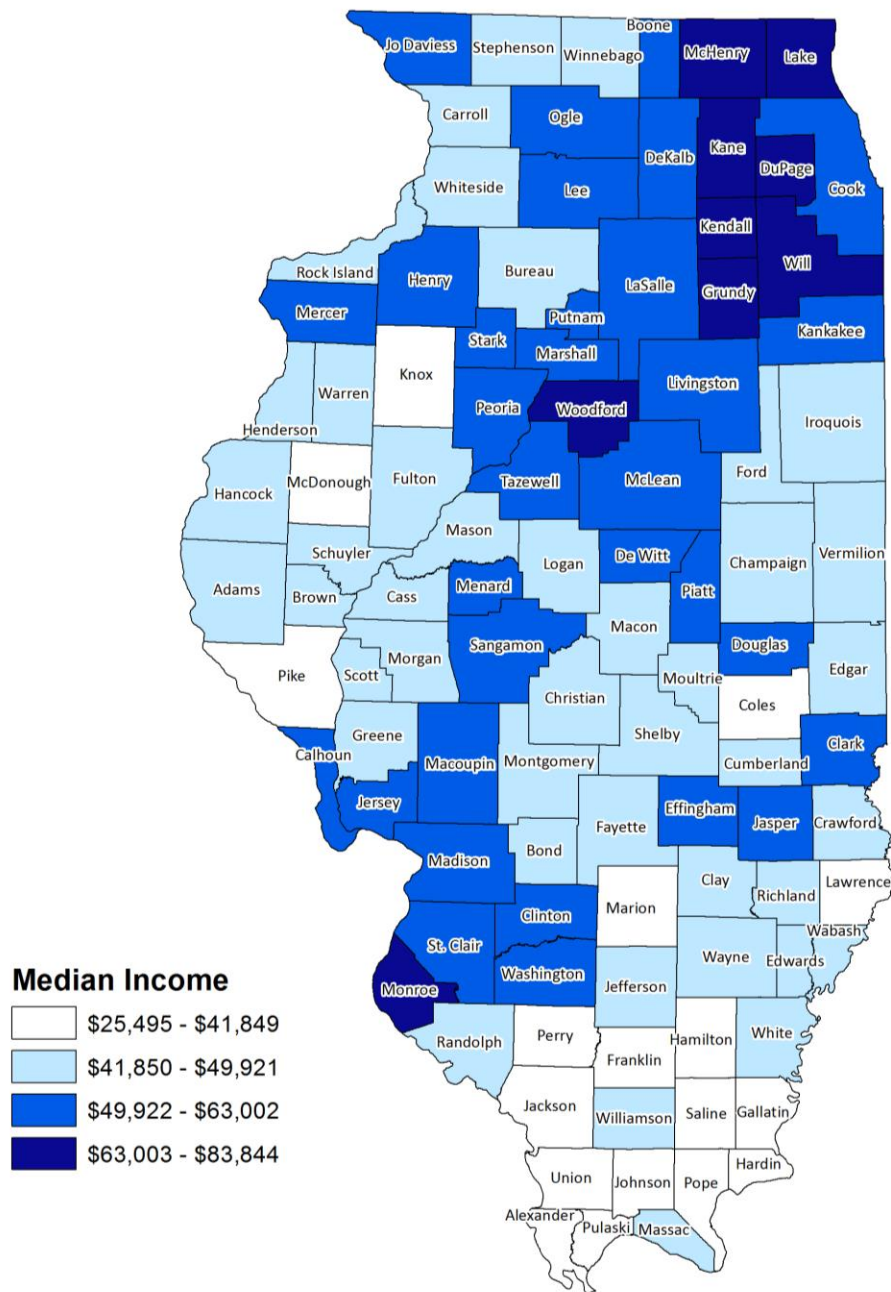 Jo Daviess
Stephenson
Winnebago
Boone
McHenry
Lake
Carroll
Ogle
DeKalb
Kane
DuPage
Cook
Whiteside
Lee
Kendall
Will
Rock Island
Henry
Bureau
LaSalle
Grundy
Mercer
Putnam
Kankakee
Stark
Marshall
Knox
Livingston
Warren
Peoria
Woodford
Henderson
Iroquois
Ford
McDonough
Fulton
Tazewell
McLean
Hancock
Mason
Schuyler
Logan
De Witt
Champaign
Vermilion
Adams
Brown
Cass
Menard
Piatt
Macon
Sangamon
Douglas
Morgan
Scott
Pike
Christian
Moultrie
Edgar
Coles
Greene
Shelby
Calhoun
Macoupin
Montgomery
Cumberland
Clark
Jersey
Effingham
Jasper
Crawford
Fayette
Madison
Bond
Clay
Richland
Lawrence
Marion
Clinton
Wabash
St. Clair
Wayne
Edwards
Washington
Monroe
Jefferson
Randolph
Perry
Hamilton
White
Franklin
Jackson
Williamson
Saline
Gallatin
Union
Johnson
Pope
Hardin
Alexander
Pulaski
Massac
Median Income
$25,495 - $41,849
$41,850 - $49,921
$49,922 - $63,002
$63,003 - $83,844